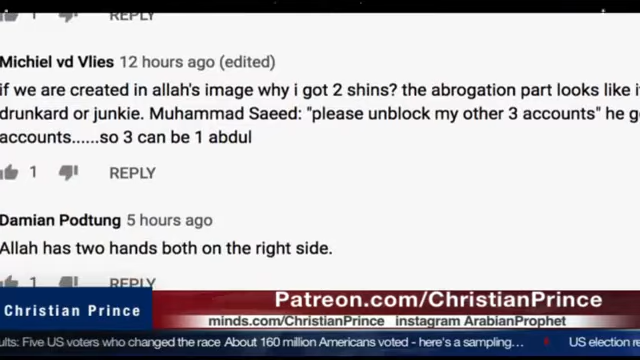 1 REPLY
Michiel vd Vlies 12 hours ago (edited)
if we are created in allah's image why i got 2 shins? the abrogation part looks like
drunkard or junkie. Muhammad Saeed: "please unblock my other 3 accounts" he
accounts......so 3 can be 1 abdul
1 REPLY
Damian Podtung 5 hours ago
Allah has two hands both on the right side.
1 REPLY
Christian Prince
Patreon.com/ChristianPrince
minds.com/ChristianPrince instagram ArabianProphet
ults: Five US voters who changed the race About 160 million Americans voted - here's a sampling... US election re